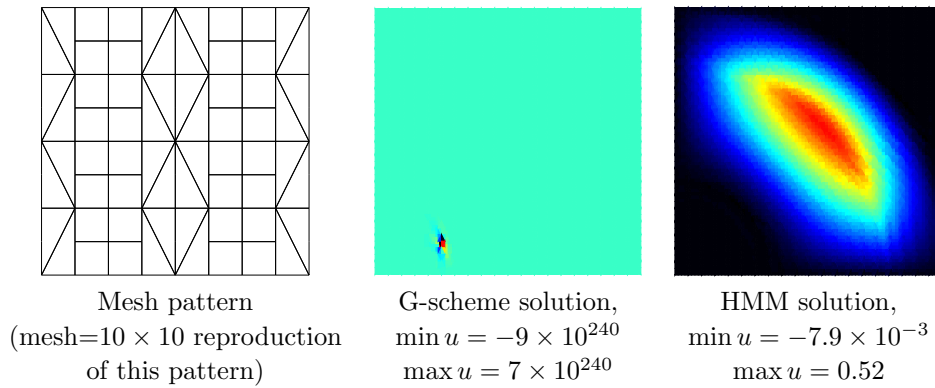 Mesh pattern
(mesh=10 × 10 reproduction
of this pattern)
G-scheme solution,
min u = −9 × 10^240
max u = 7 × 10^240
HMM solution,
min u = −7.9 × 10^−3
max u = 0.52